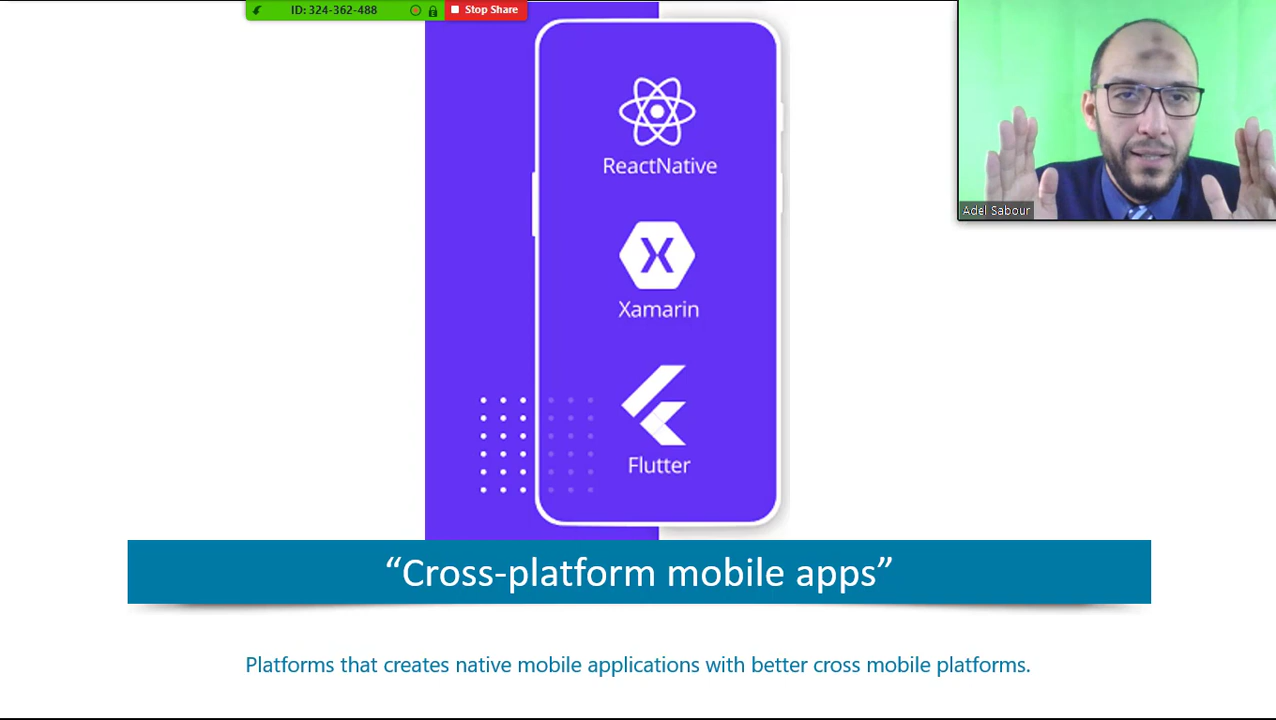 ID: 324-362-488
Stop Share
ReactNative
Xamarin
Flutter
Adel Sabour
“Cross-platform mobile apps”
Platforms that creates native mobile applications with better cross mobile platforms.